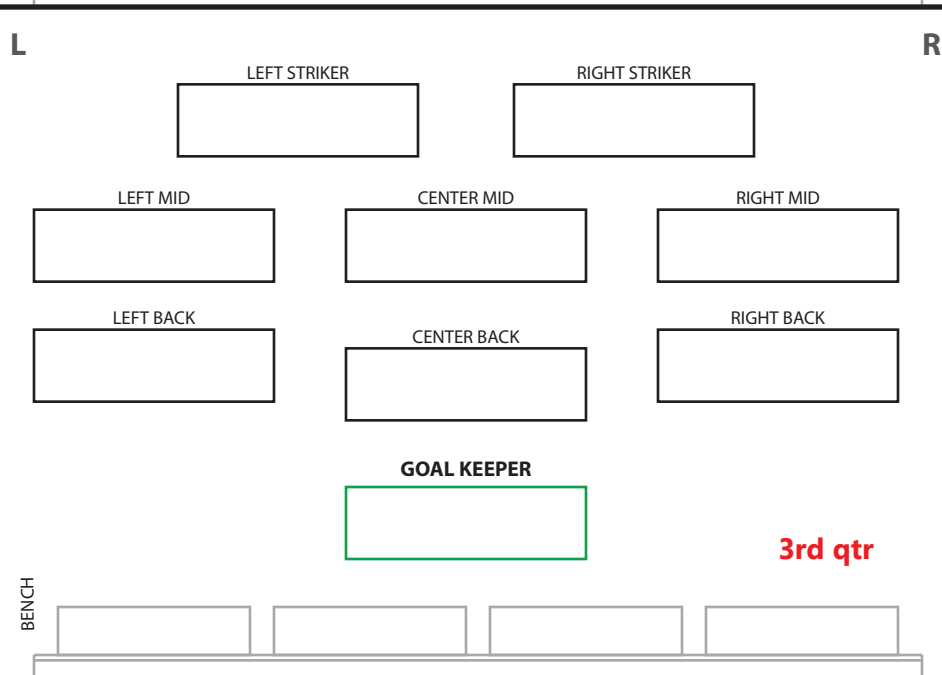 L R
LEFT STRIKER RIGHT STRIKER
LEFT MID CENTER MID RIGHT MID
LEFT BACK CENTER BACK RIGHT BACK
GOAL KEEPER
3rd qtr
BENCH